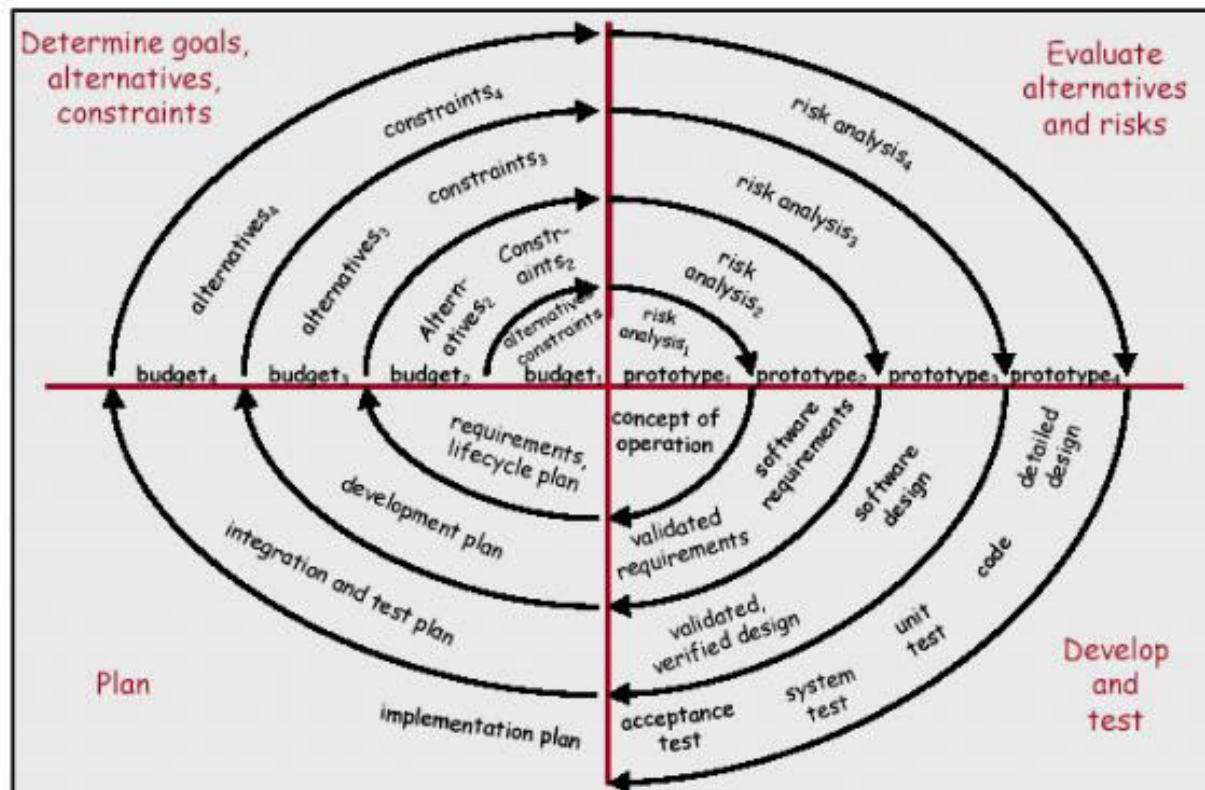 Determine goals,
alternatives,
constraints
Evaluate
alternatives
and risks
constraints₄
constraints₃
Constr-
aints₂
alternatives₄
alternatives₃
Altern-
atives₂
alternatives
constraints
risk analysis₄
risk analysis₃
risk
analysis₂
risk
analysis₁
budget₄ budget₃ budget₂ budget₁ prototype₁ prototype₂ prototype₃ prototype₄
requirements,
lifecycle plan
development plan
integration and test plan
implementation plan
Plan
concept of
operation
software
requirements
validated
requirements
software
design
validated,
verified design
detailed
design
code
unit
test
system
test
acceptance
test
Develop
and
test